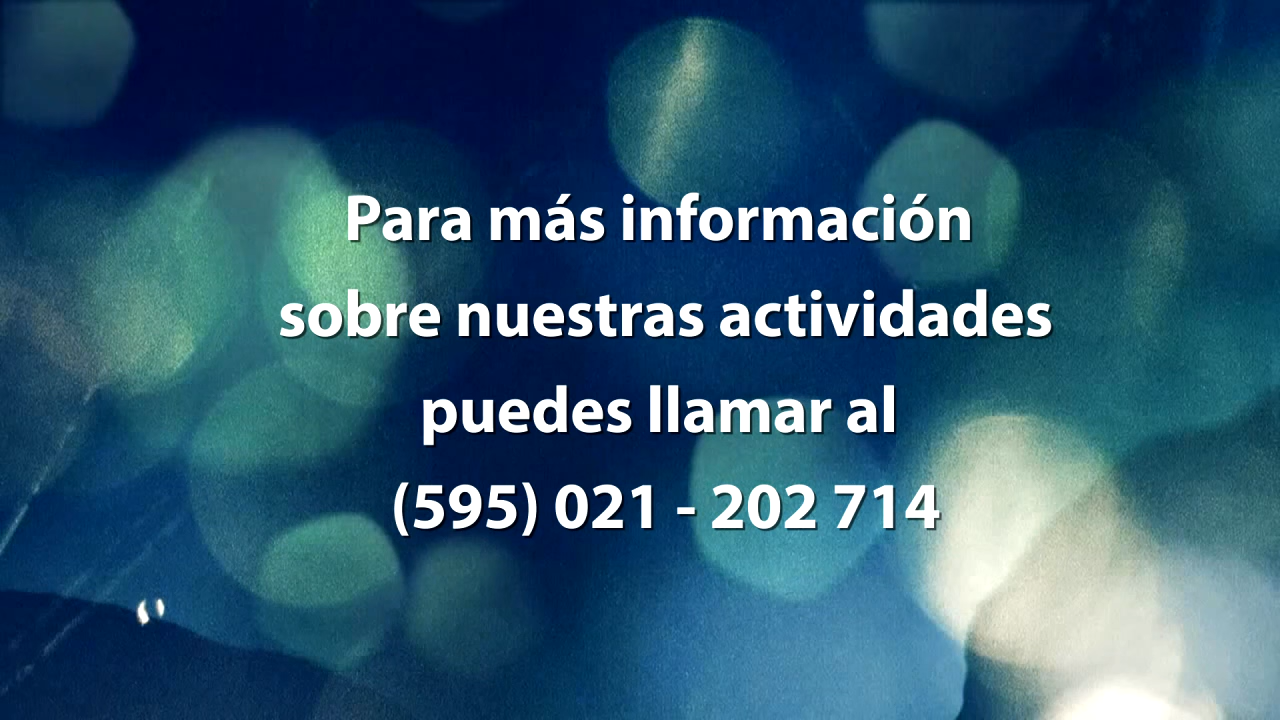 Para más información
sobre nuestras actividades
puedes llamar al
(595) 021 - 202 714